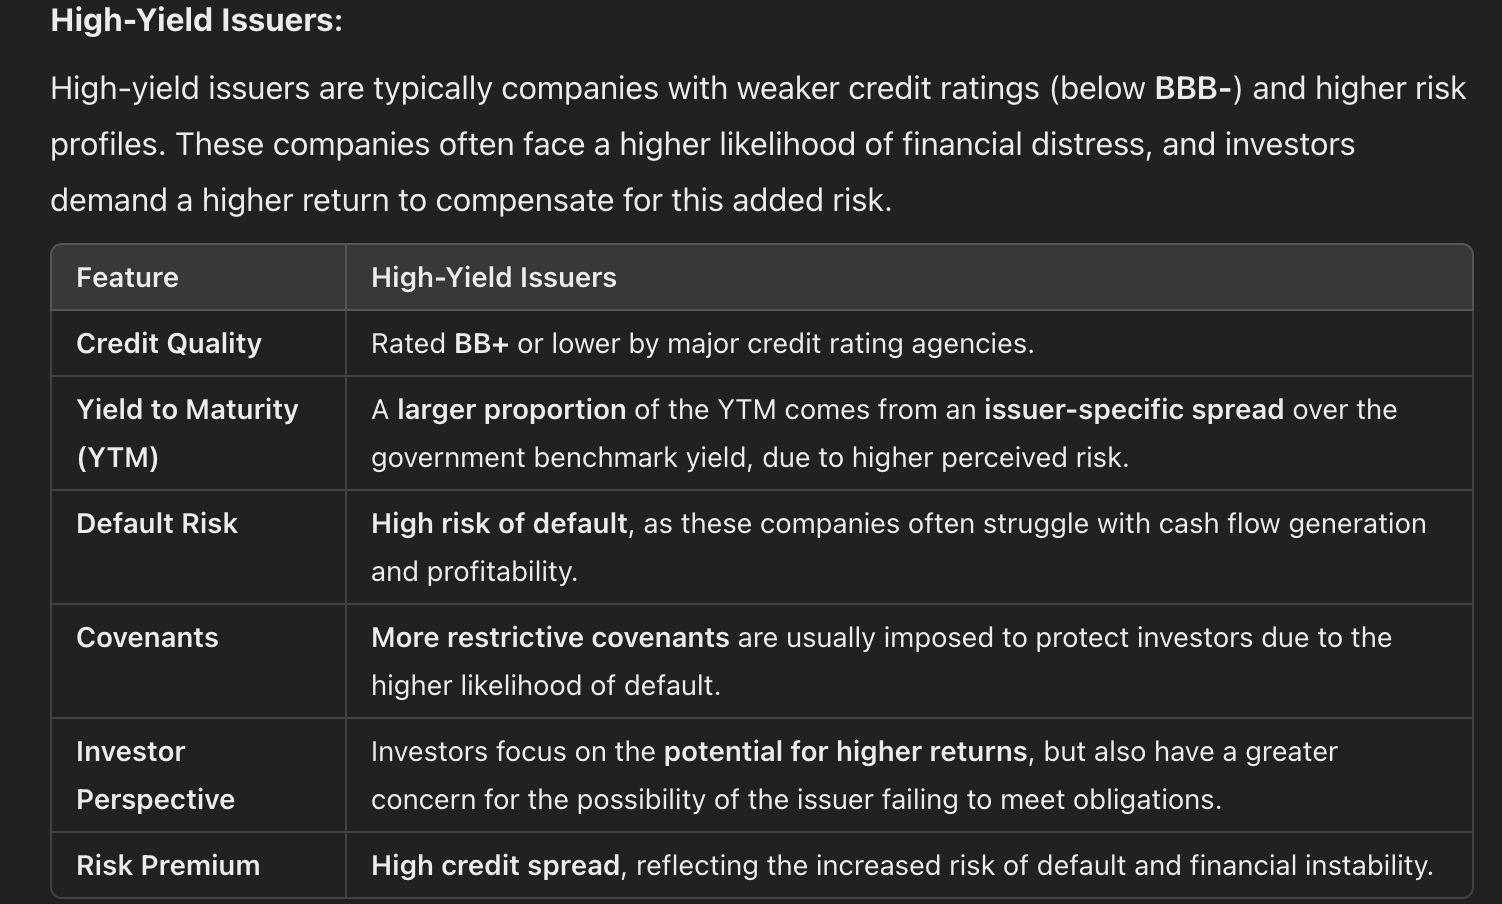 High-Yield Issuers:
High-yield issuers are typically companies with weaker credit ratings (below BBB-) and higher risk
profiles. These companies often face a higher likelihood of financial distress, and investors
demand a higher return to compensate for this added risk.
Feature
High-Yield Issuers
Credit Quality
Rated BB+ or lower by major credit rating agencies.
Yield to Maturity
(YTM)
A larger proportion of the YTM comes from an issuer-specific spread over the
government benchmark yield, due to higher perceived risk.
Default Risk
High risk of default, as these companies often struggle with cash flow generation
and profitability.
Covenants
More restrictive covenants are usually imposed to protect investors due to the
higher likelihood of default.
Investor
Perspective
Investors focus on the potential for higher returns, but also have a greater
concern for the possibility of the issuer failing to meet obligations.
Risk Premium
High credit spread, reflecting the increased risk of default and financial instability.